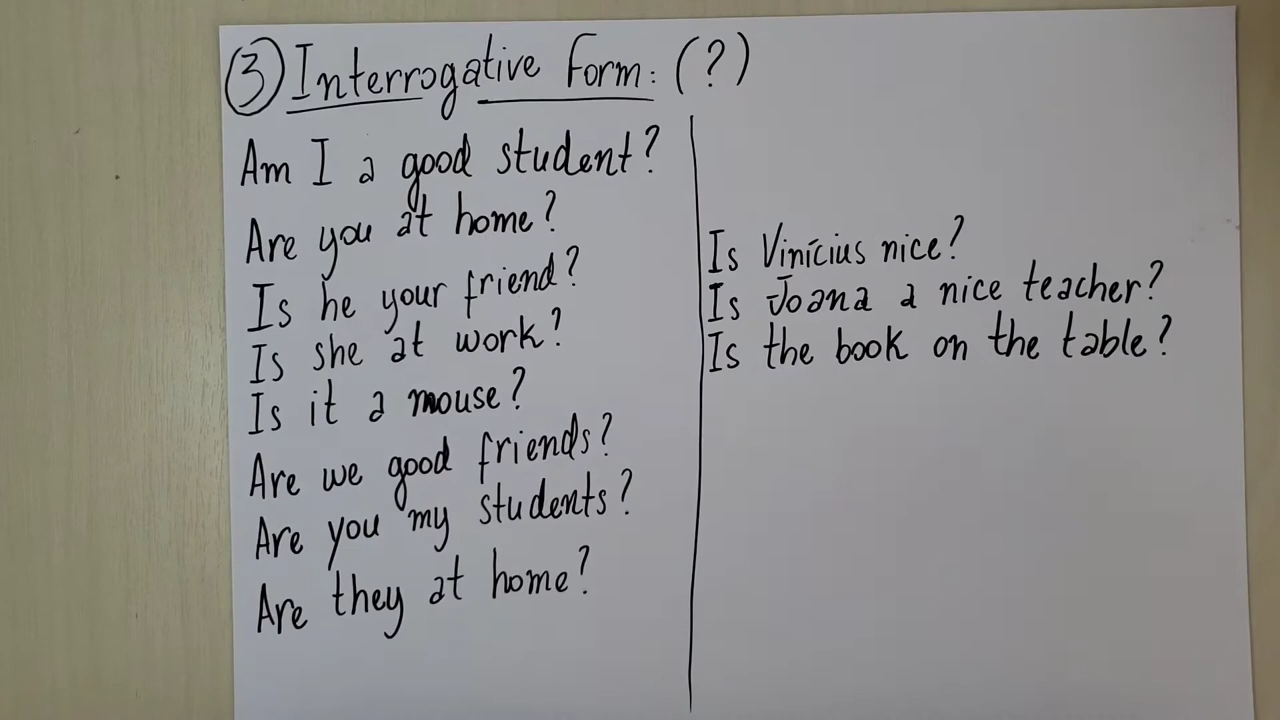 ③ Interrogative Form: (?)
Am I a good student?
Are you at home?
Is he your friend?
Is she at work?
Is it a mouse?
Are we good friends?
Are you my students?
Are they at home?
Is Vinícius nice?
Is Joana a nice teacher?
Is the book on the table?